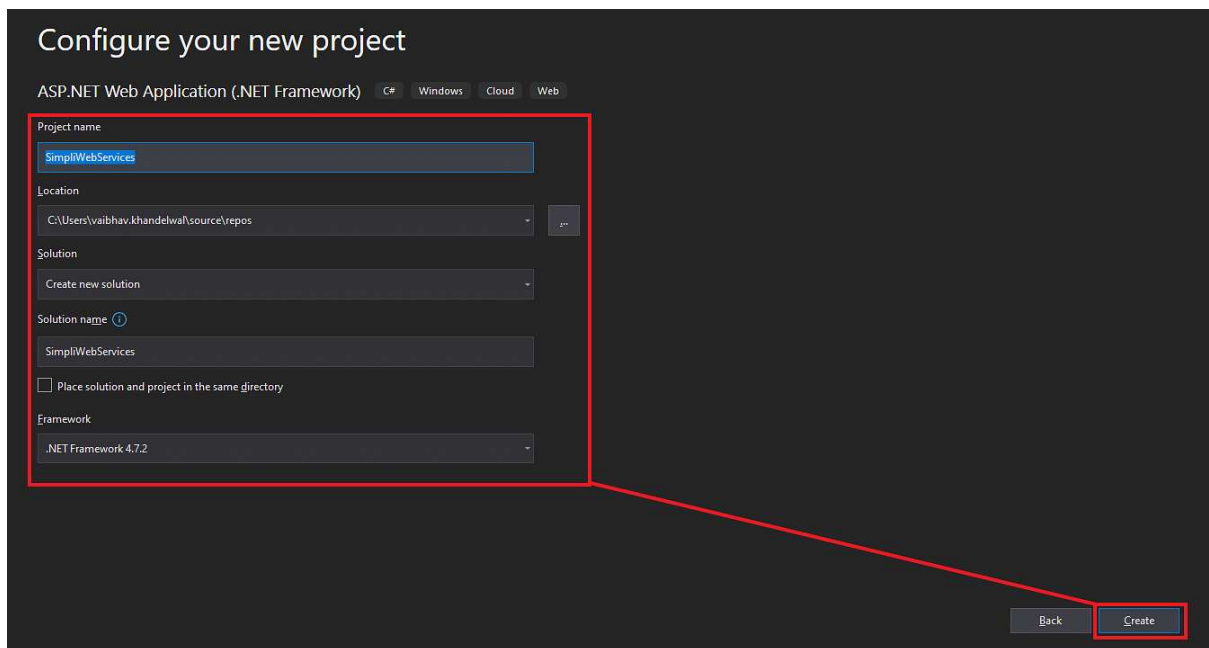 Configure your new project
ASP.NET Web Application (.NET Framework) C# Windows Cloud Web
Project name
SimpliWebServices
Location
C:\Users\vaibhav.khandelwal\source\repos
...
Solution
Create new solution
Solution name
SimpliWebServices
Place solution and project in the same directory
Framework
.NET Framework 4.7.2
Back Create